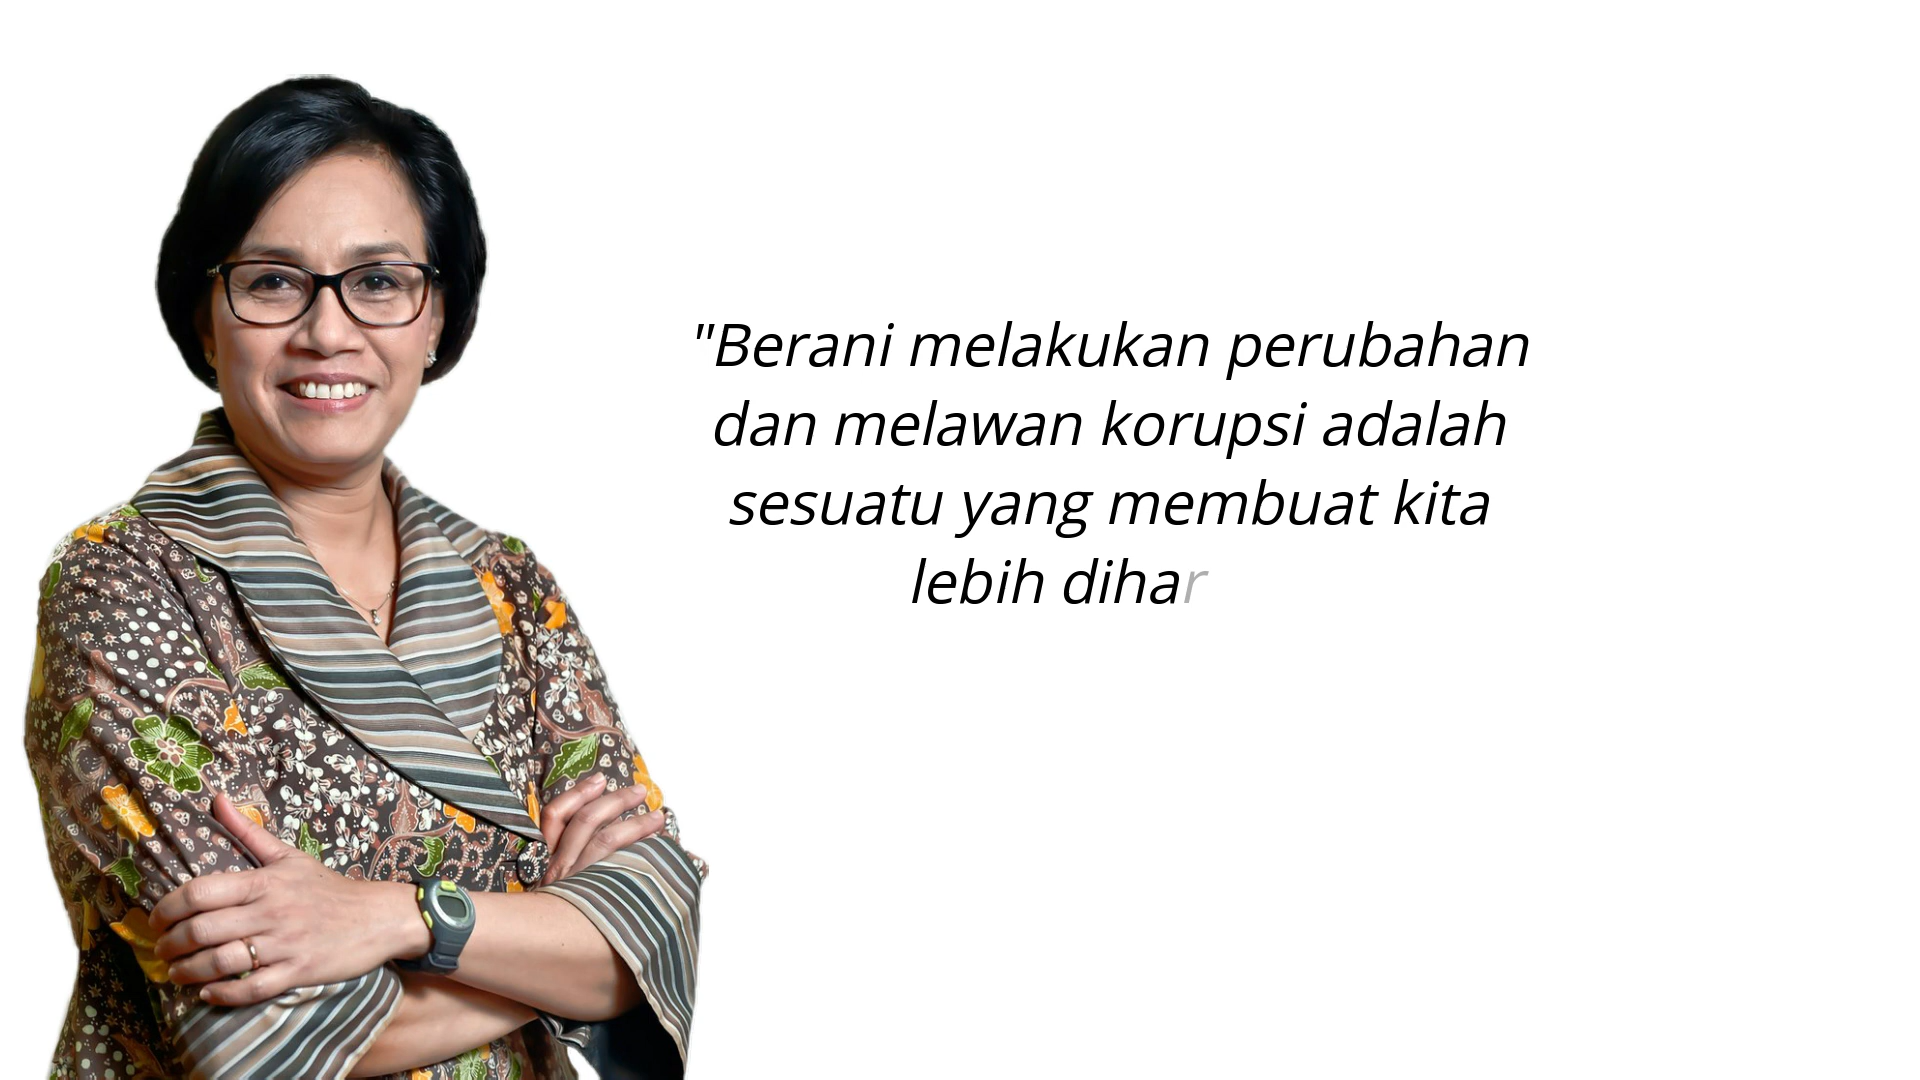 "Berani melakukan perubahan
dan melawan korupsi adalah
sesuatu yang membuat kita
lebih dihar